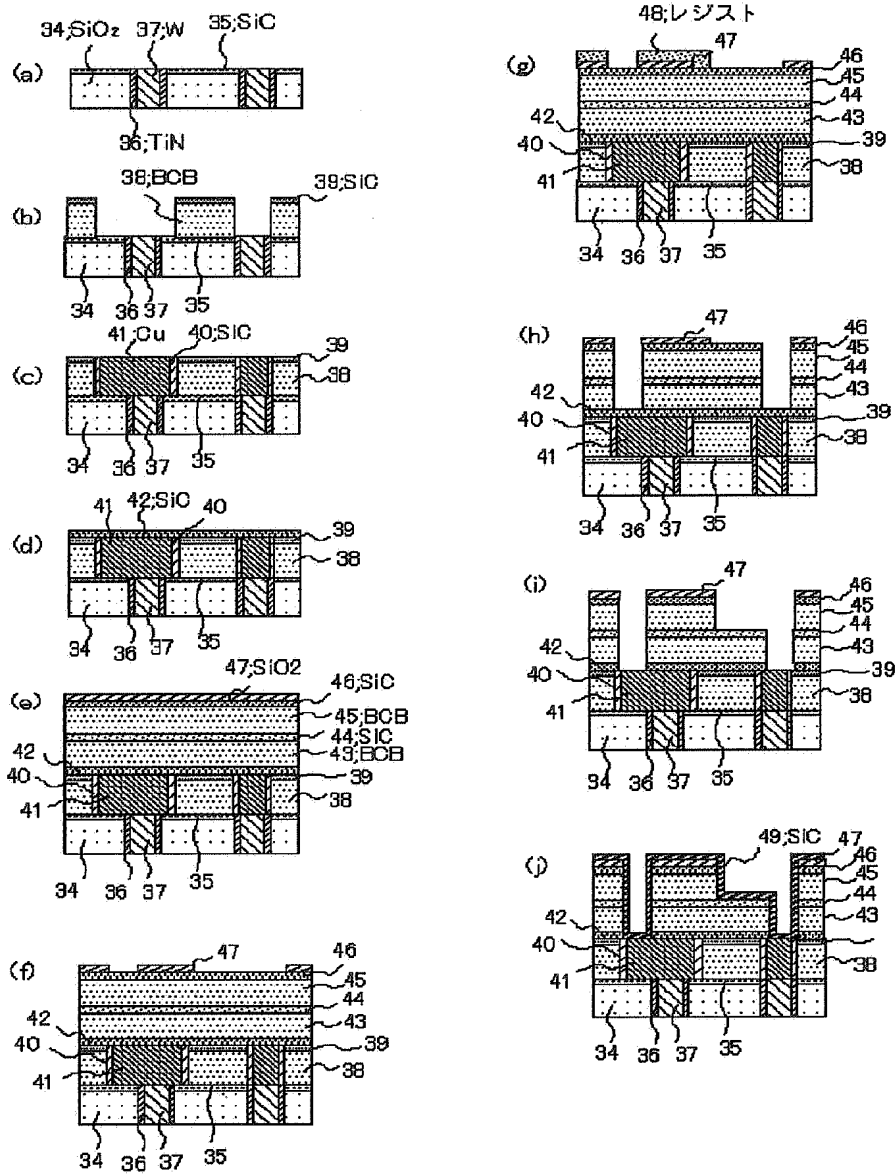 34;SiO2 37;W 35;SiC
(a)
36;TiN
38;BCB 39;SiC
(b)
34 36 37 35
41;Cu 40;SiC
39
(c)
38
34 36 37 35
42;SiC
41 40
39
(d)
38
34 36 37 35
47;SiO2
46;SiC
(e)
45;BCB
44;SiC
42 43;BCB
40 39
41 38
34 36 37 35
47 46
(f)
45
44
42 43
40 39
41 38
34 36 37 35
48;レジスト
47
46
(g)
45
44
42 43
40 39
41 38
34 36 37 35
47 46
(h)
45
44
42 43
40 39
41 38
34 36 37 35
47 46
(i)
45
44
42 43
40 39
41 38
34 36 37 35
49;SiC 47
46
(j)
45
44
42 43
40
41 38
34 36 37 35